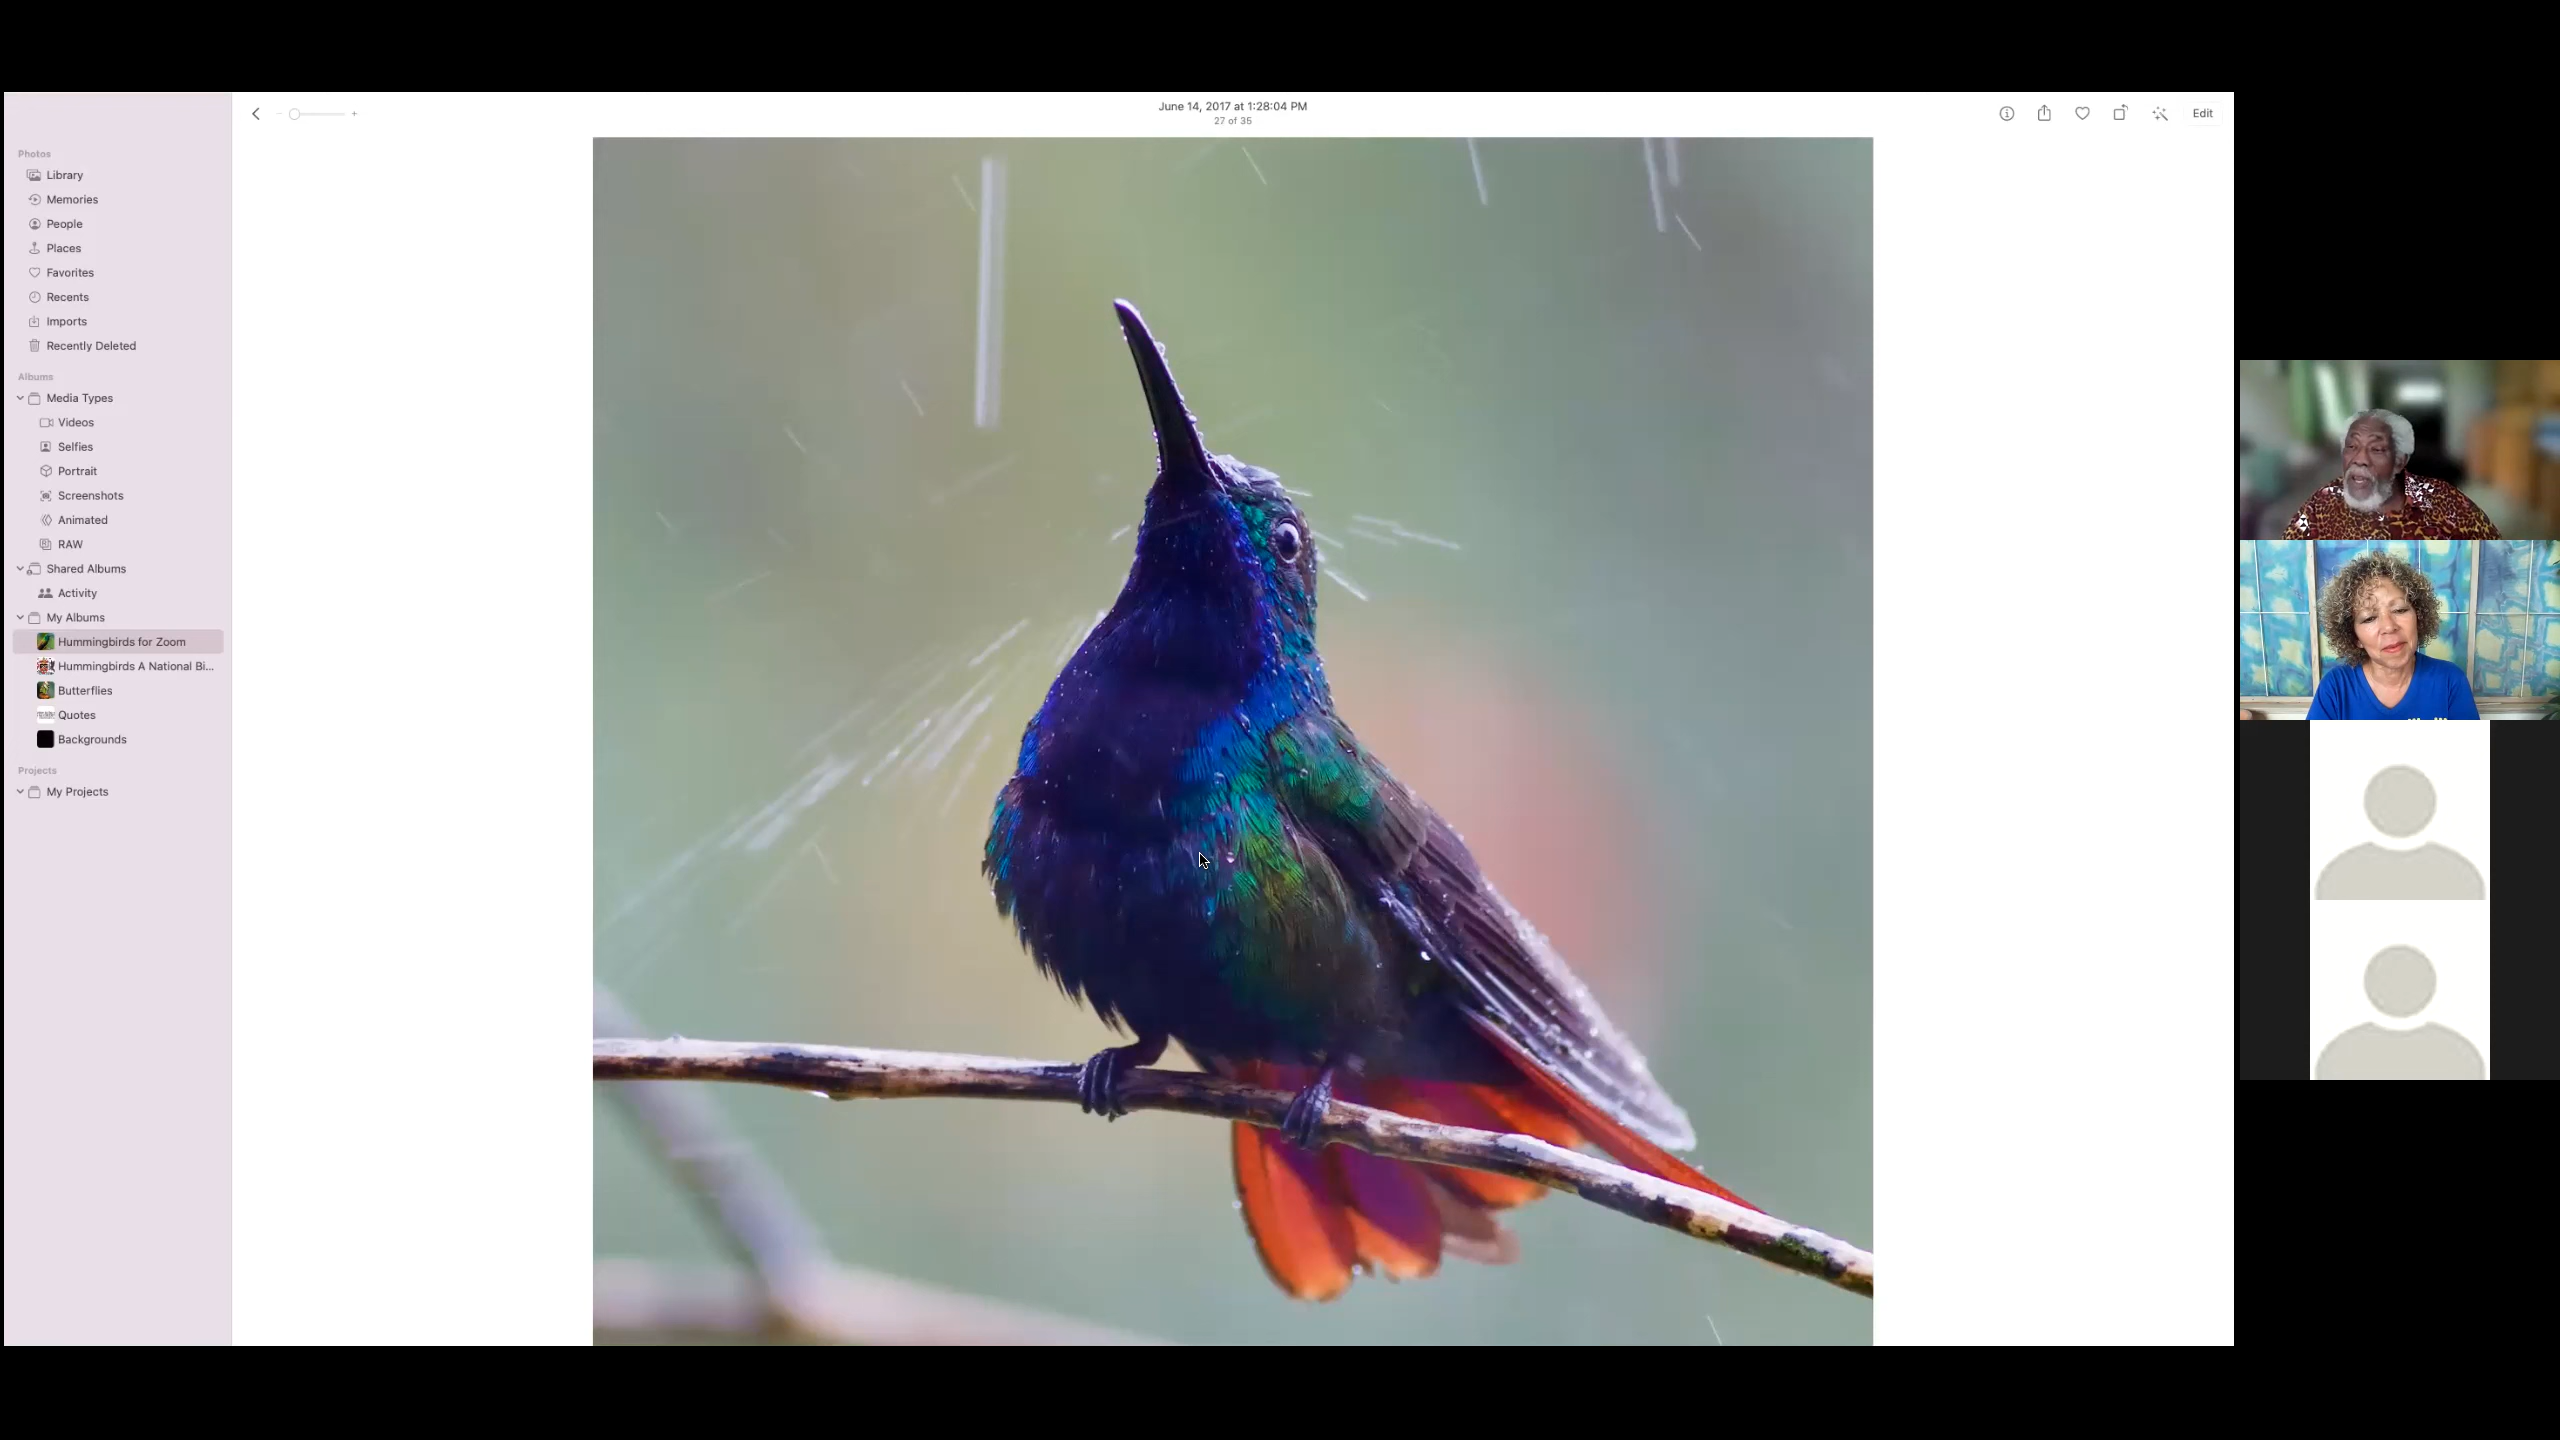 June 14, 2017 at 1:28:04 PM
27 of 35
Edit
Photos
Library
Memories
People
Places
Favorites
Recents
Imports
Recently Deleted
Albums
Media Types
Videos
Selfies
Portrait
Screenshots
Animated
RAW
Shared Albums
Activity
My Albums
Hummingbirds for Zoom
Hummingbirds A National Bi...
Butterflies
Quotes
Backgrounds
Projects
My Projects